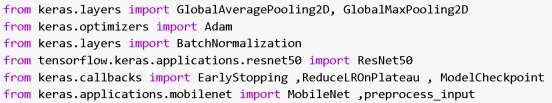 from keras.layers import GlobalAveragePooling2D, GlobalMaxPooling2D
from keras.optimizers import Adam
from keras.layers import BatchNormalization
from tensorflow.keras.applications.resnet50 import ResNet50
from keras.callbacks import EarlyStopping ,ReduceLROnPlateau , ModelCheckpoint
from keras.applications.mobilenet import MobileNet ,preprocess_input